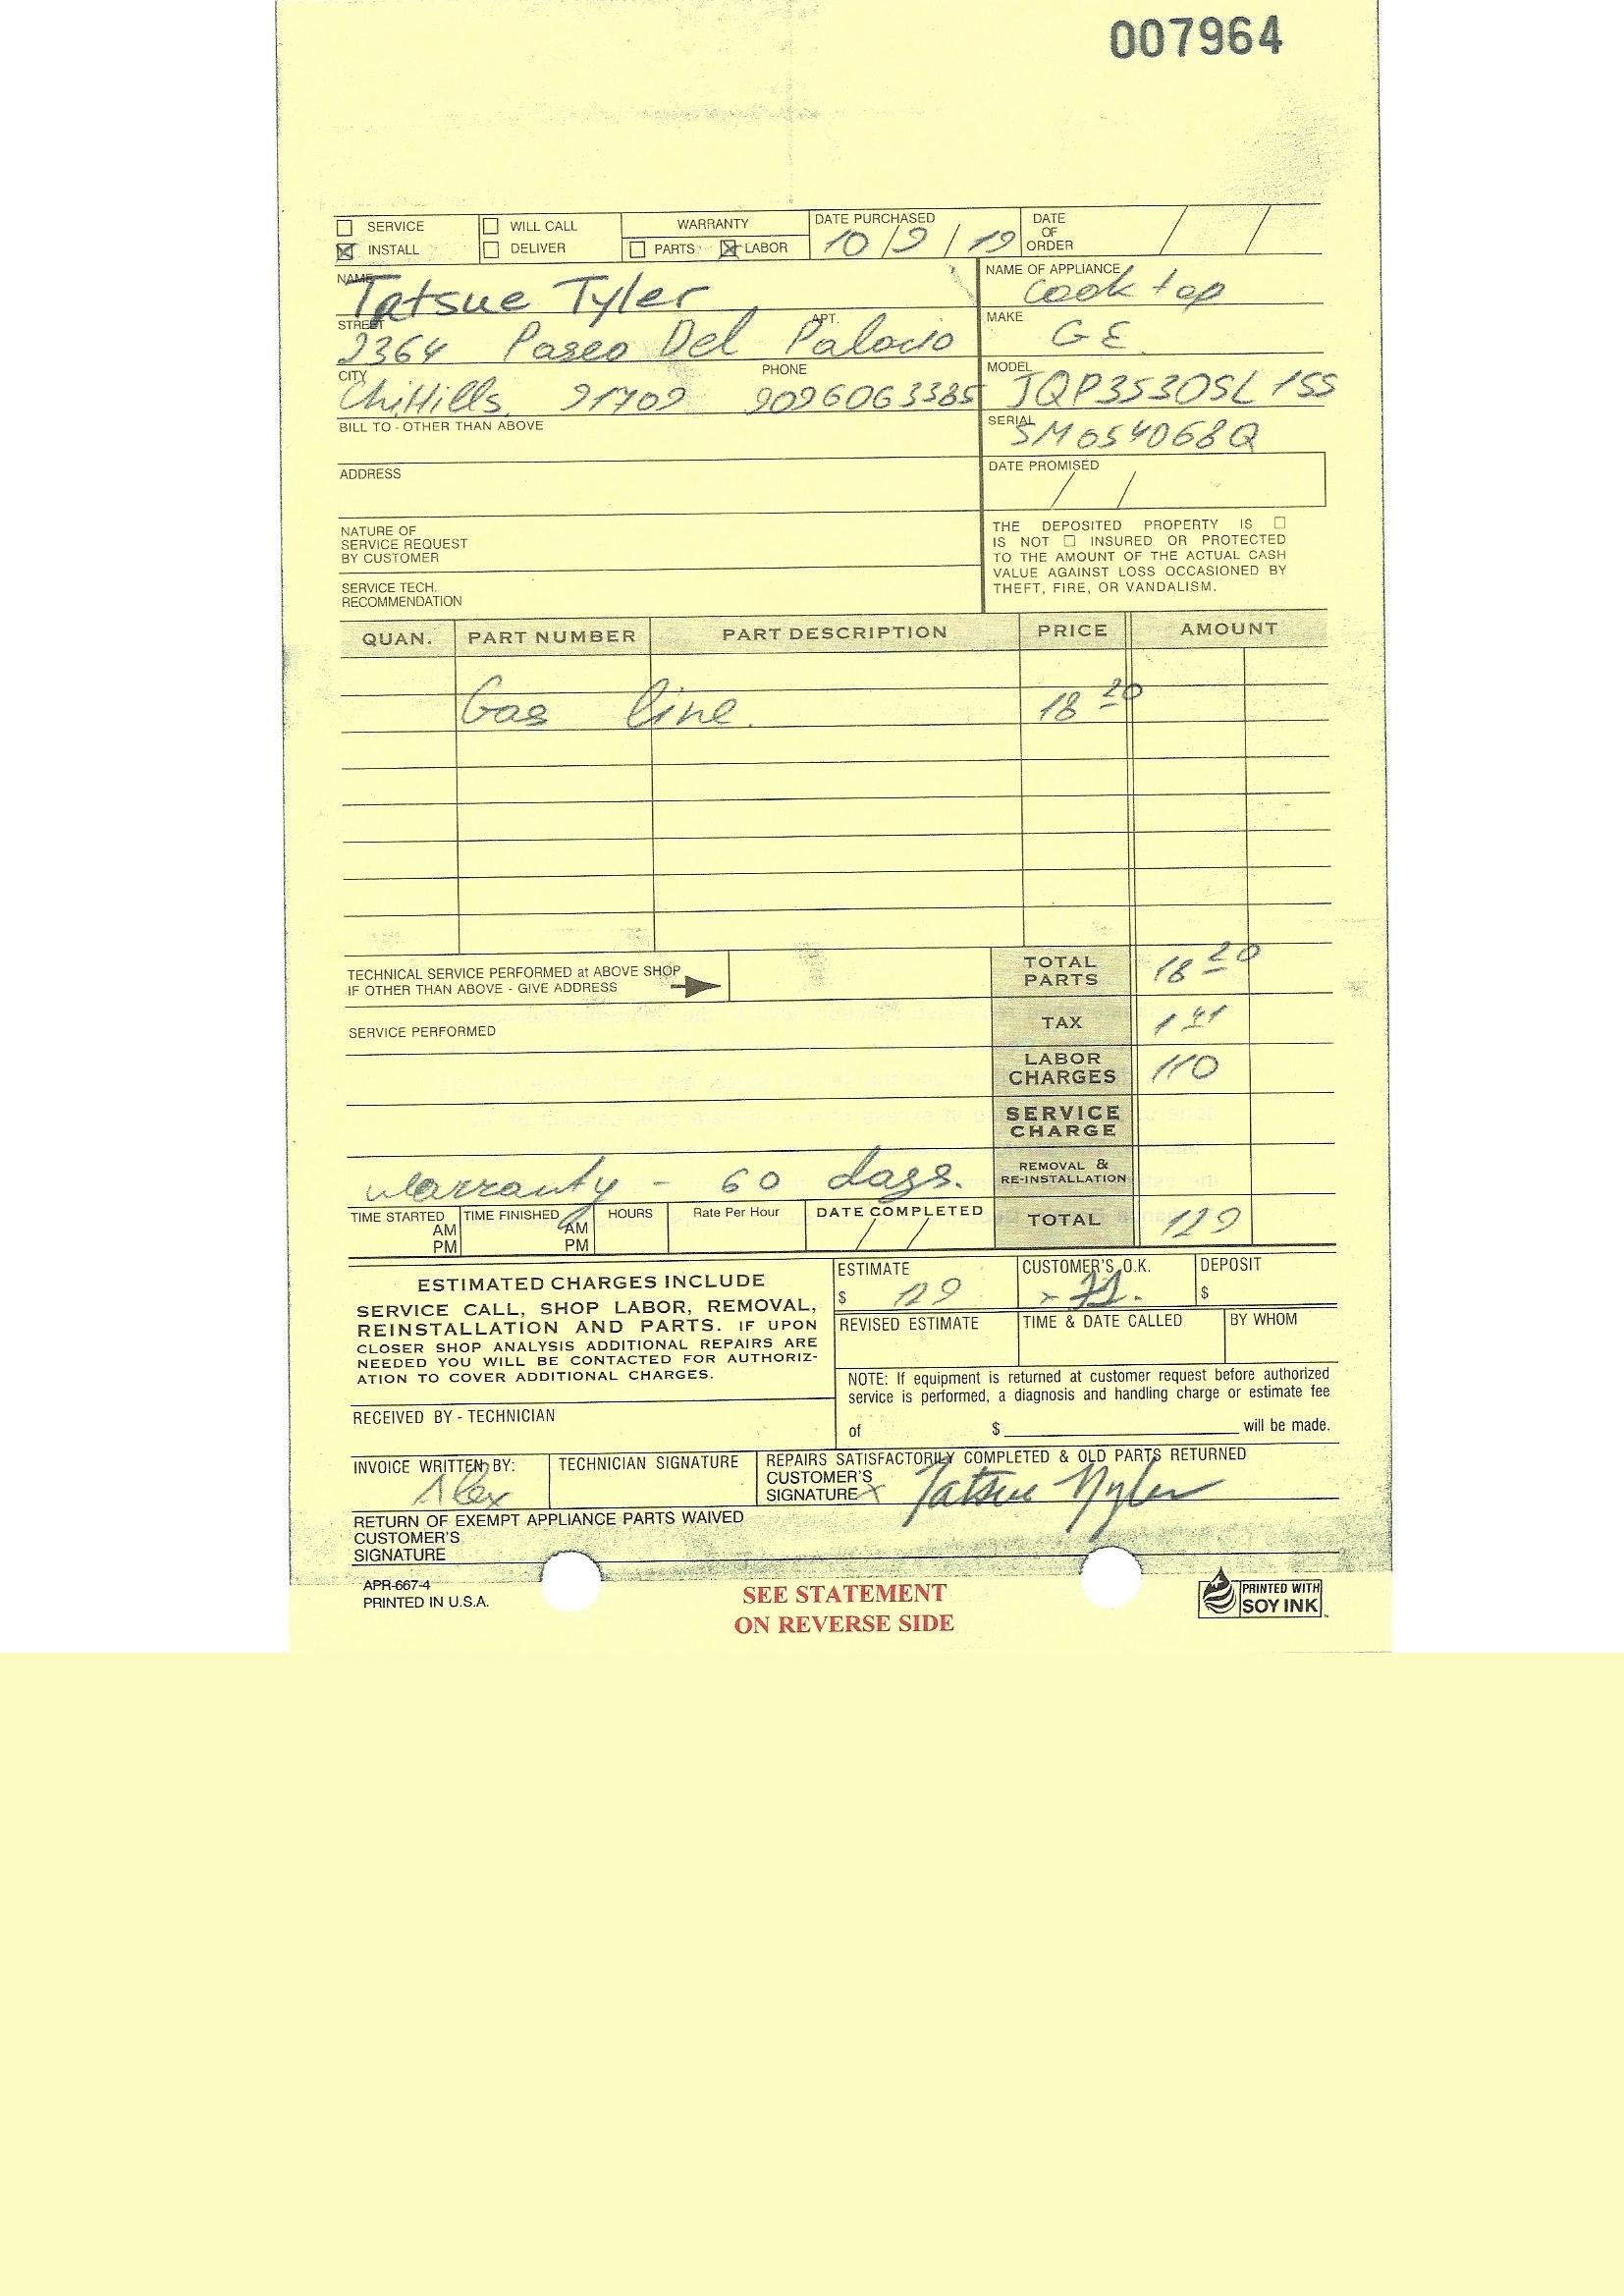 007964
SERVICE WILL CALL WARRANTY DATE PURCHASED DATE OF ORDER
INSTALL DELIVER PARTS LABOR 10/9/19 / /
NAME Tatsue Tyler NAME OF APPLIANCE Cook top
STREET 2364 Paseo Del Palacio APT. MAKE GE
CITY Chi Hills 91709 PHONE 9096063385 MODEL JQP3530SL1SS
BILL TO - OTHER THAN ABOVE SERIAL SM054068Q
ADDRESS DATE PROMISED / /
NATURE OF
SERVICE REQUEST
BY CUSTOMER
SERVICE TECH.
RECOMMENDATION
THE DEPOSITED PROPERTY IS
IS NOT INSURED OR PROTECTED
TO THE AMOUNT OF THE ACTUAL CASH
VALUE AGAINST LOSS OCCASIONED BY
THEFT, FIRE, OR VANDALISM.
QUAN. PART NUMBER PART DESCRIPTION PRICE AMOUNT
Gas line 18 20
TECHNICAL SERVICE PERFORMED at ABOVE SHOP
IF OTHER THAN ABOVE - GIVE ADDRESS
TOTAL PARTS 18 20
SERVICE PERFORMED TAX 1 41
LABOR CHARGES 110
SERVICE CHARGE
warranty - 60 days. REMOVAL & RE-INSTALLATION
TIME STARTED AM PM TIME FINISHED AM PM HOURS Rate Per Hour DATE COMPLETED / / TOTAL 129
ESTIMATED CHARGES INCLUDE
SERVICE CALL, SHOP LABOR, REMOVAL,
REINSTALLATION AND PARTS. IF UPON
CLOSER SHOP ANALYSIS ADDITIONAL REPAIRS ARE
NEEDED YOU WILL BE CONTACTED FOR AUTHORIZ-
ATION TO COVER ADDITIONAL CHARGES.
ESTIMATE $ 129 CUSTOMER'S O.K. DEPOSIT $
REVISED ESTIMATE TIME & DATE CALLED BY WHOM
NOTE: If equipment is returned at customer request before authorized
service is performed, a diagnosis and handling charge or estimate fee
of $ will be made.
RECEIVED BY - TECHNICIAN
INVOICE WRITTEN BY: Alex TECHNICIAN SIGNATURE
REPAIRS SATISFACTORILY COMPLETED & OLD PARTS RETURNED
CUSTOMER'S
SIGNATURE X Tatsue Tyler
RETURN OF EXEMPT APPLIANCE PARTS WAIVED
CUSTOMER'S
SIGNATURE
APR-667-4
PRINTED IN U.S.A.
SEE STATEMENT
ON REVERSE SIDE
PRINTED WITH
SOY INK